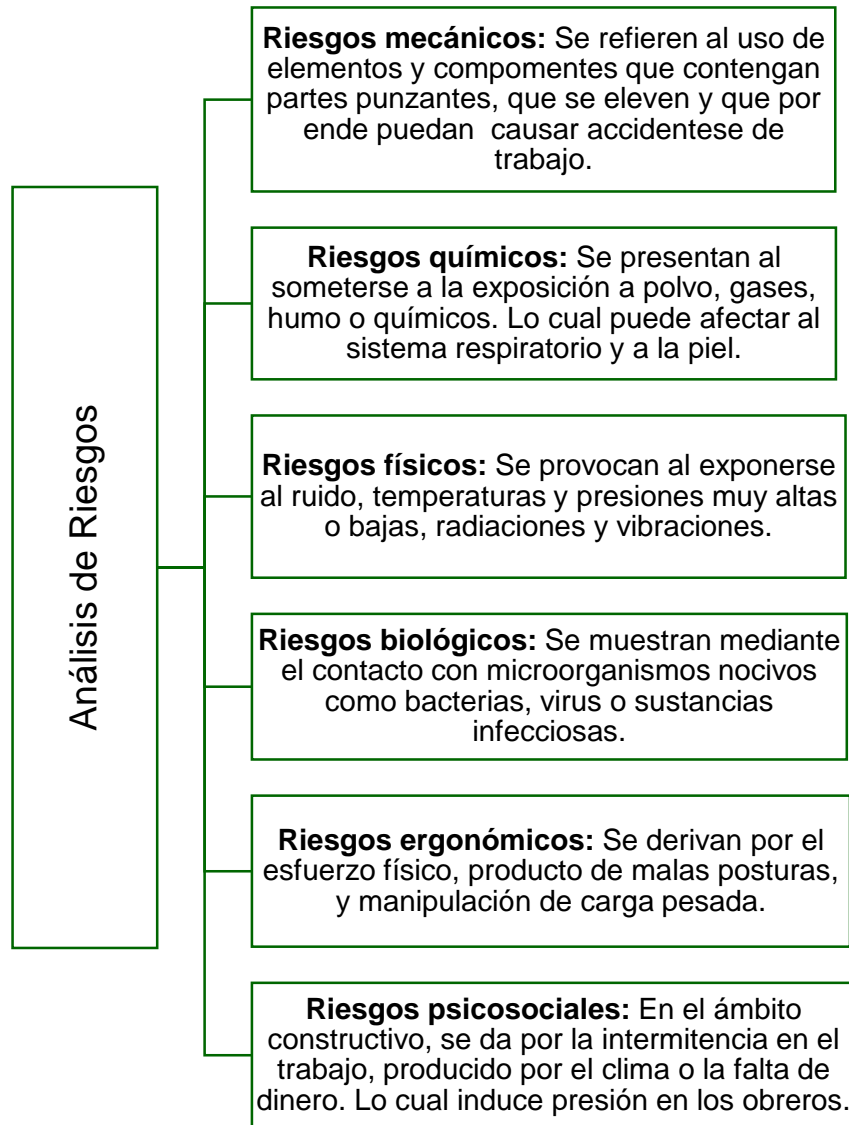 Análisis de Riesgos
Riesgos mecánicos: Se refieren al uso de
elementos y compomentes que contengan
partes punzantes, que se eleven y que por
ende puedan causar accidentese de
trabajo.
Riesgos químicos: Se presentan al
someterse a la exposición a polvo, gases,
humo o químicos. Lo cual puede afectar al
sistema respiratorio y a la piel.
Riesgos físicos: Se provocan al exponerse
al ruido, temperaturas y presiones muy altas
o bajas, radiaciones y vibraciones.
Riesgos biológicos: Se muestran mediante
el contacto con microorganismos nocivos
como bacterias, virus o sustancias
infecciosas.
Riesgos ergonómicos: Se derivan por el
esfuerzo físico, producto de malas posturas,
y manipulación de carga pesada.
Riesgos psicosociales: En el ámbito
constructivo, se da por la intermitencia en el
trabajo, producido por el clima o la falta de
dinero. Lo cual induce presión en los obreros.